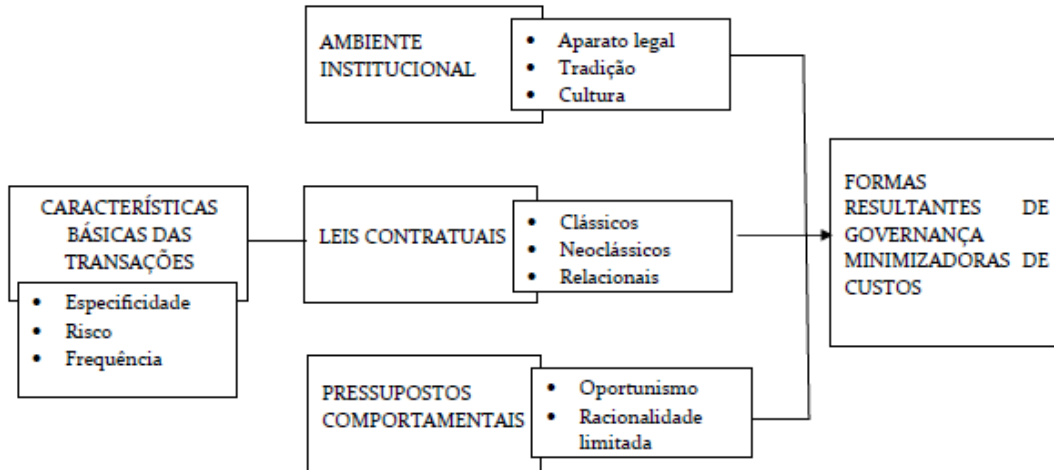 AMBIENTE
INSTITUCIONAL
• Aparato legal
• Tradição
• Cultura
CARACTERÍSTICAS
BÁSICAS DAS
TRANSAÇÕES
• Especificidade
• Risco
• Frequência
LEIS CONTRATUAIS
• Clássicos
• Neoclássicos
• Relacionais
PRESSUPOSTOS
COMPORTAMENTAIS
• Oportunismo
• Racionalidade
limitada
FORMAS
RESULTANTES DE
GOVERNANÇA
MINIMIZADORAS DE
CUSTOS